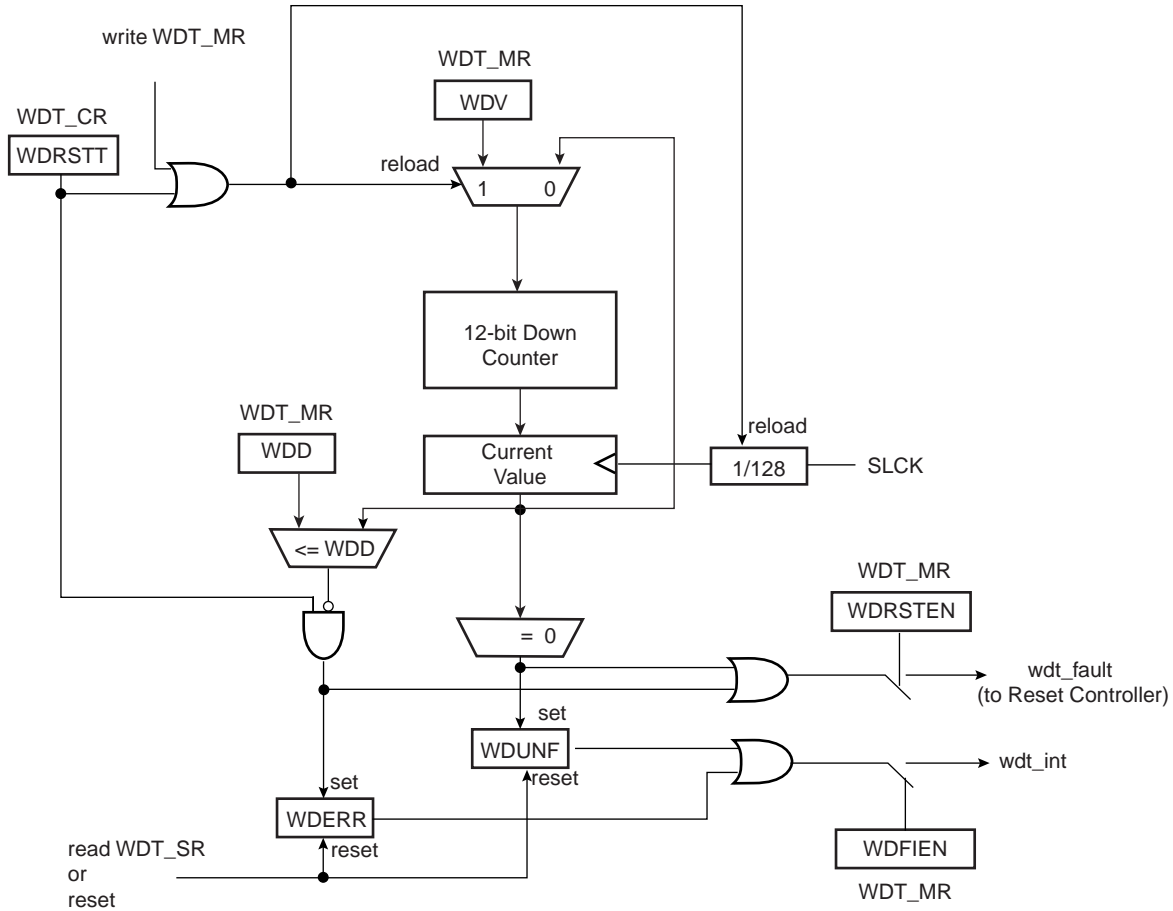 write WDT_MR
WDT_MR
WDV
WDT_CR
WDRSTT
reload
1 0
12-bit Down
Counter
WDT_MR
WDD
reload
Current
Value
1/128
SLCK
<= WDD
WDT_MR
WDRSTEN
= 0
wdt_fault
(to Reset Controller)
set
WDUNF
reset
wdt_int
set
WDERR
reset
read WDT_SR
or
reset
WDFIEN
WDT_MR